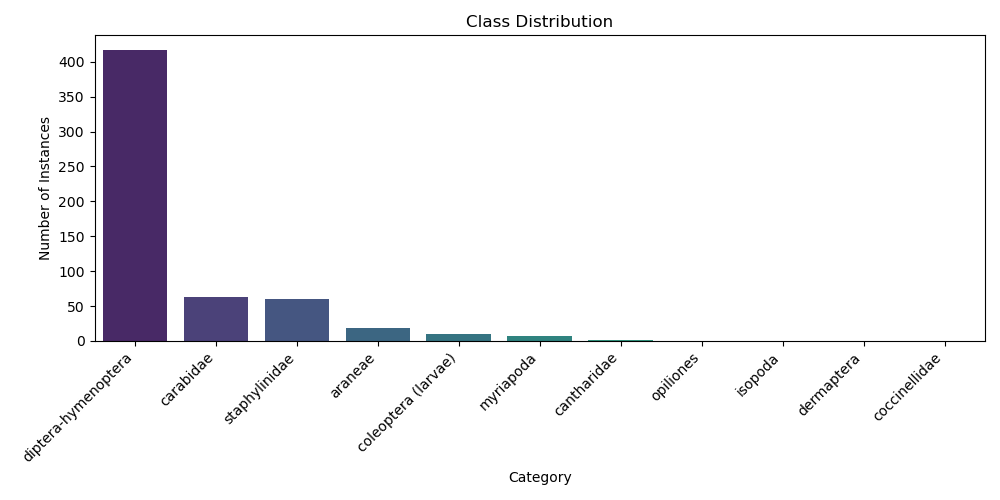 Class Distribution
Number of Instances
400
350
300
250
200
150
100
50
0
diptera-hymenoptera
carabidae
staphylinidae
araneae
coleoptera (larvae)
myriapoda
cantharidae
opiliones
isopoda
dermaptera
coccinellidae
Category